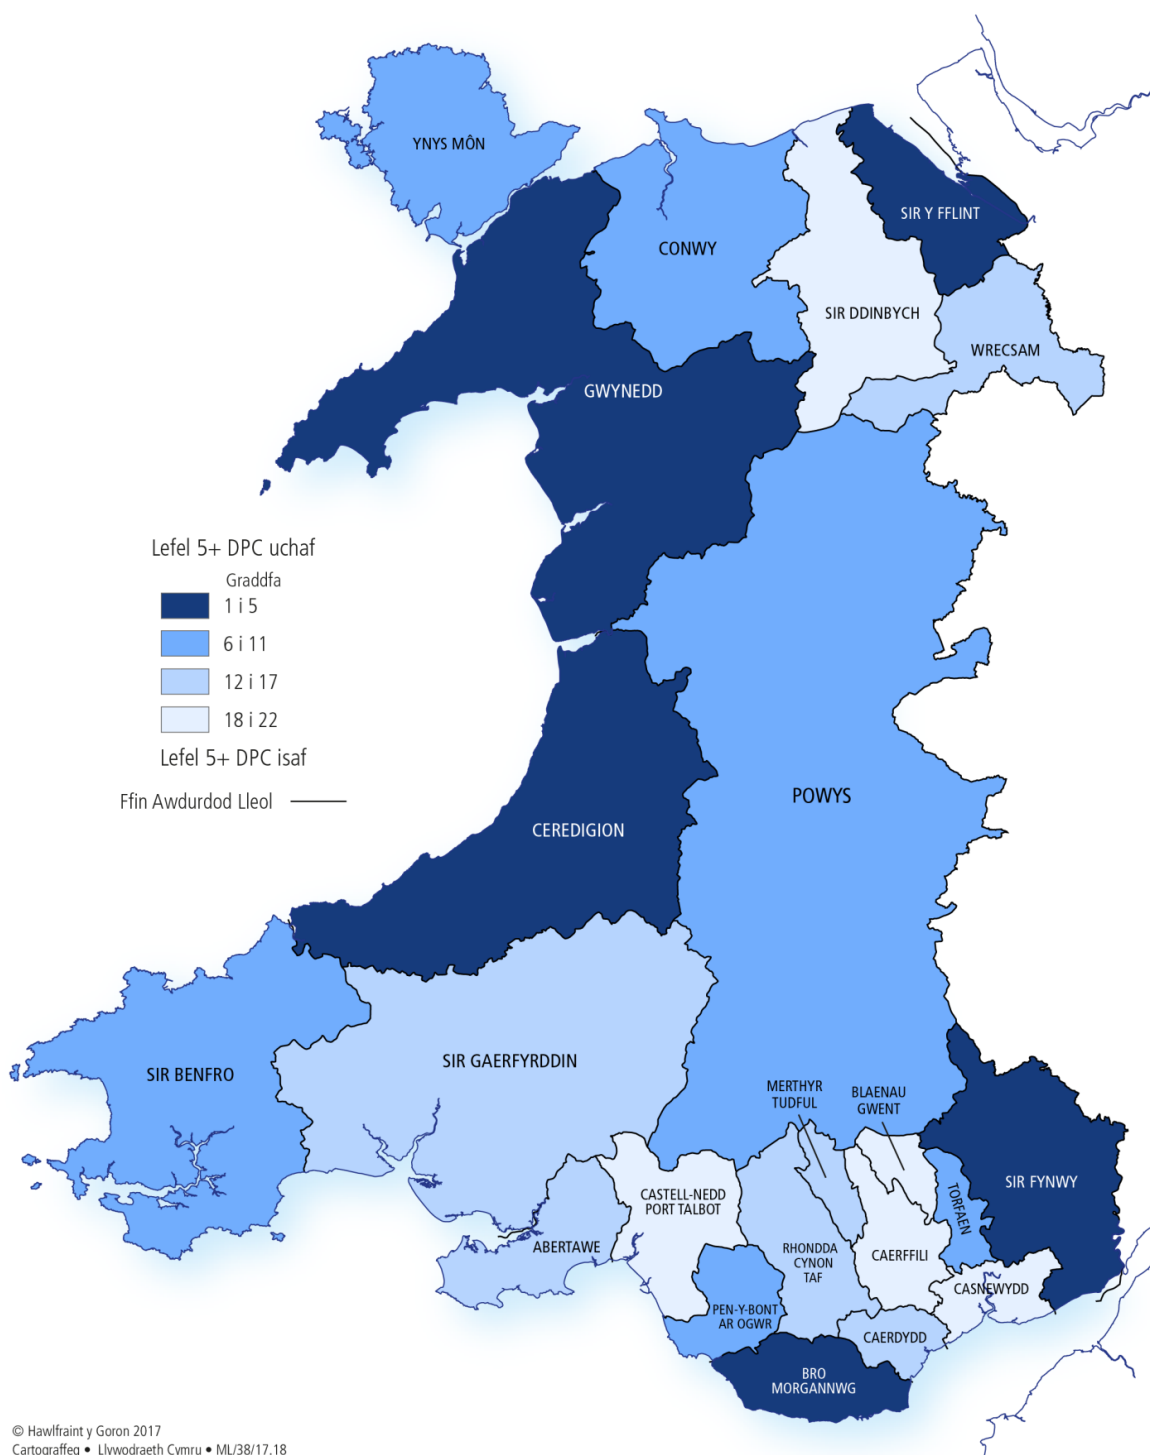 YNYS MÔN
SIR Y FFLINT
CONWY
SIR DDINBYCH
WRECSAM
GWYNEDD
Lefel 5+ DPC uchaf
Graddfa
1 i 5
6 i 11
12 i 17
18 i 22
Lefel 5+ DPC isaf
Ffin Awdurdod Lleol
POWYS
CEREDIGION
SIR BENFRO
SIR GAERFYRDDIN
MERTHYR
TUDFUL
BLAENAU
GWENT
SIR FYNWY
TORFAEN
CASTELL-NEDD
PORT TALBOT
ABERTAWE
RHONDDA
CYNON
TAF
CAERFFILI
CASNEWYDD
PEN-Y-BONT
AR OGWR
CAERDYDD
BRO
MORGANNWG
© Hawlfraint y Goron 2017
Cartograffeg • Llywodraeth Cymru • ML/38/17.18